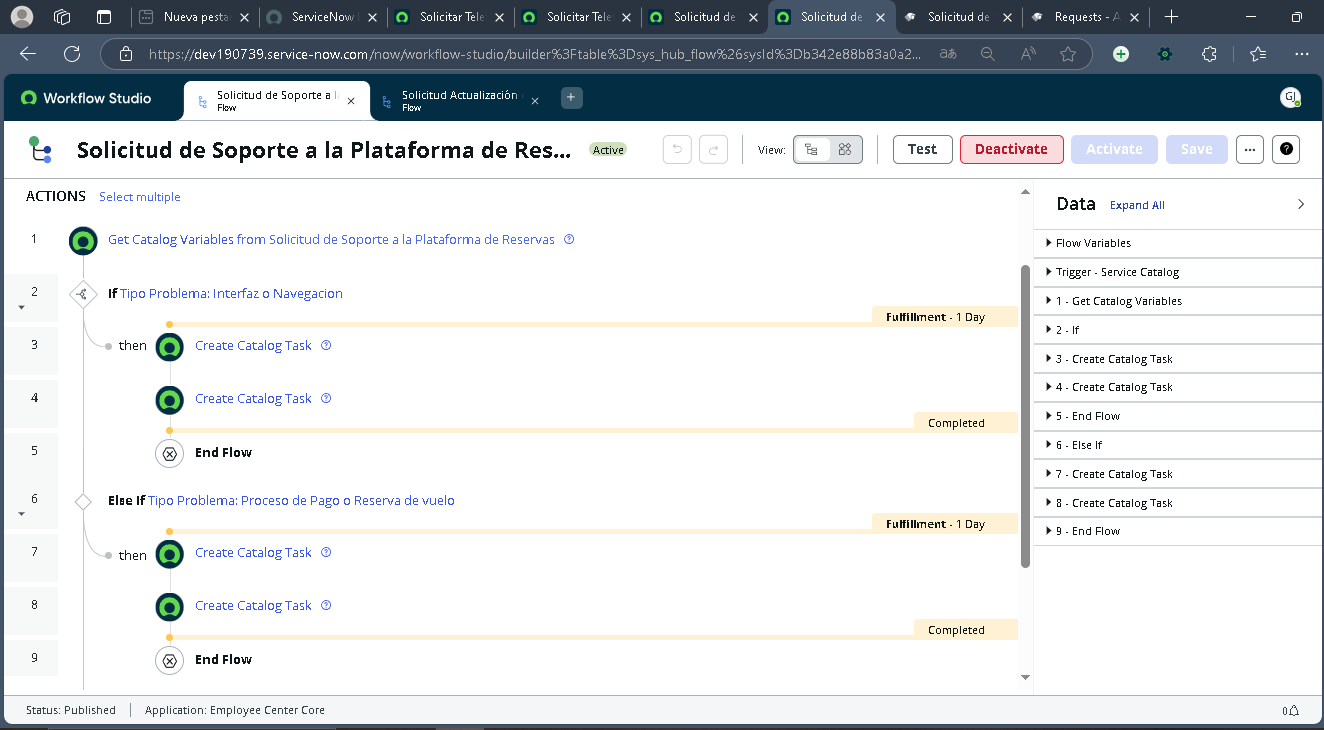 Nueva pesta
ServiceNow
Solicitar Tele
Solicitar Tele
Solicitud de
Solicitud de
Solicitud de
Requests - A
https://dev190739.service-now.com/now/workflow-studio/builder%3Ftable%3Dsys_hub_flow%26sysId%3Db342e88b83a0a2...
Workflow Studio
Solicitud de Soporte a l
Flow
Solicitud Actualización
Flow
GJ
Solicitud de Soporte a la Plataforma de Res...
Active
View:
Test
Deactivate
Activate
Save
ACTIONS
Select multiple
1
Get Catalog Variables from Solicitud de Soporte a la Plataforma de Reservas
2
If Tipo Problema: Interfaz o Navegacion
Fulfillment - 1 Day
3
then
Create Catalog Task
4
Create Catalog Task
Completed
5
End Flow
6
Else If Tipo Problema: Proceso de Pago o Reserva de vuelo
Fulfillment - 1 Day
7
then
Create Catalog Task
8
Create Catalog Task
Completed
9
End Flow
Data
Expand All
Flow Variables
Trigger - Service Catalog
1 - Get Catalog Variables
2 - If
3 - Create Catalog Task
4 - Create Catalog Task
5 - End Flow
6 - Else If
7 - Create Catalog Task
8 - Create Catalog Task
9 - End Flow
Status: Published
Application: Employee Center Core
0